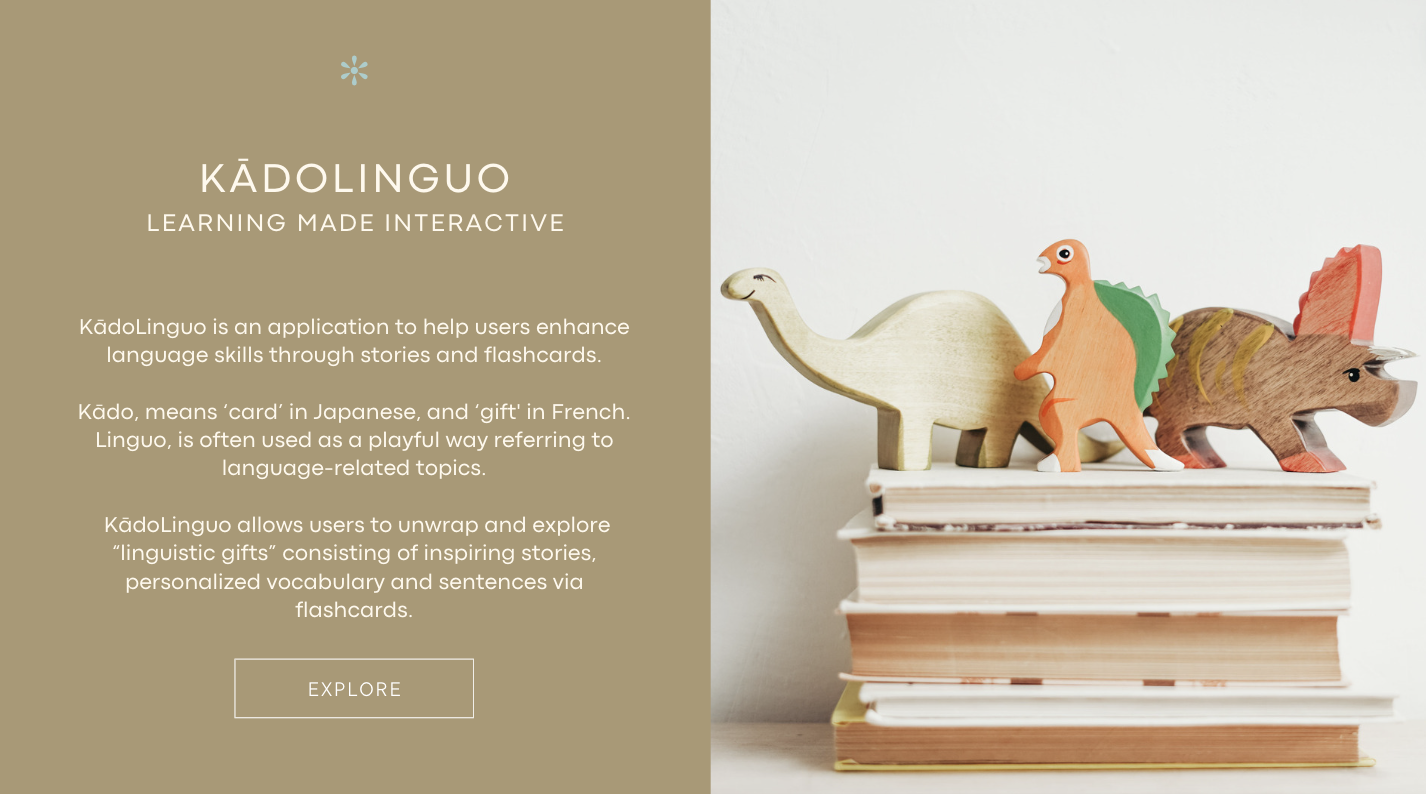 KĀDOLINGUO
LEARNING MADE INTERACTIVE
KādoLinguo is an application to help users enhance
language skills through stories and flashcards.
Kādo, means ‘card’ in Japanese, and ‘gift' in French.
Linguo, is often used as a playful way referring to
language-related topics.
KādoLinguo allows users to unwrap and explore
“linguistic gifts” consisting of inspiring stories,
personalized vocabulary and sentences via
flashcards.
EXPLORE